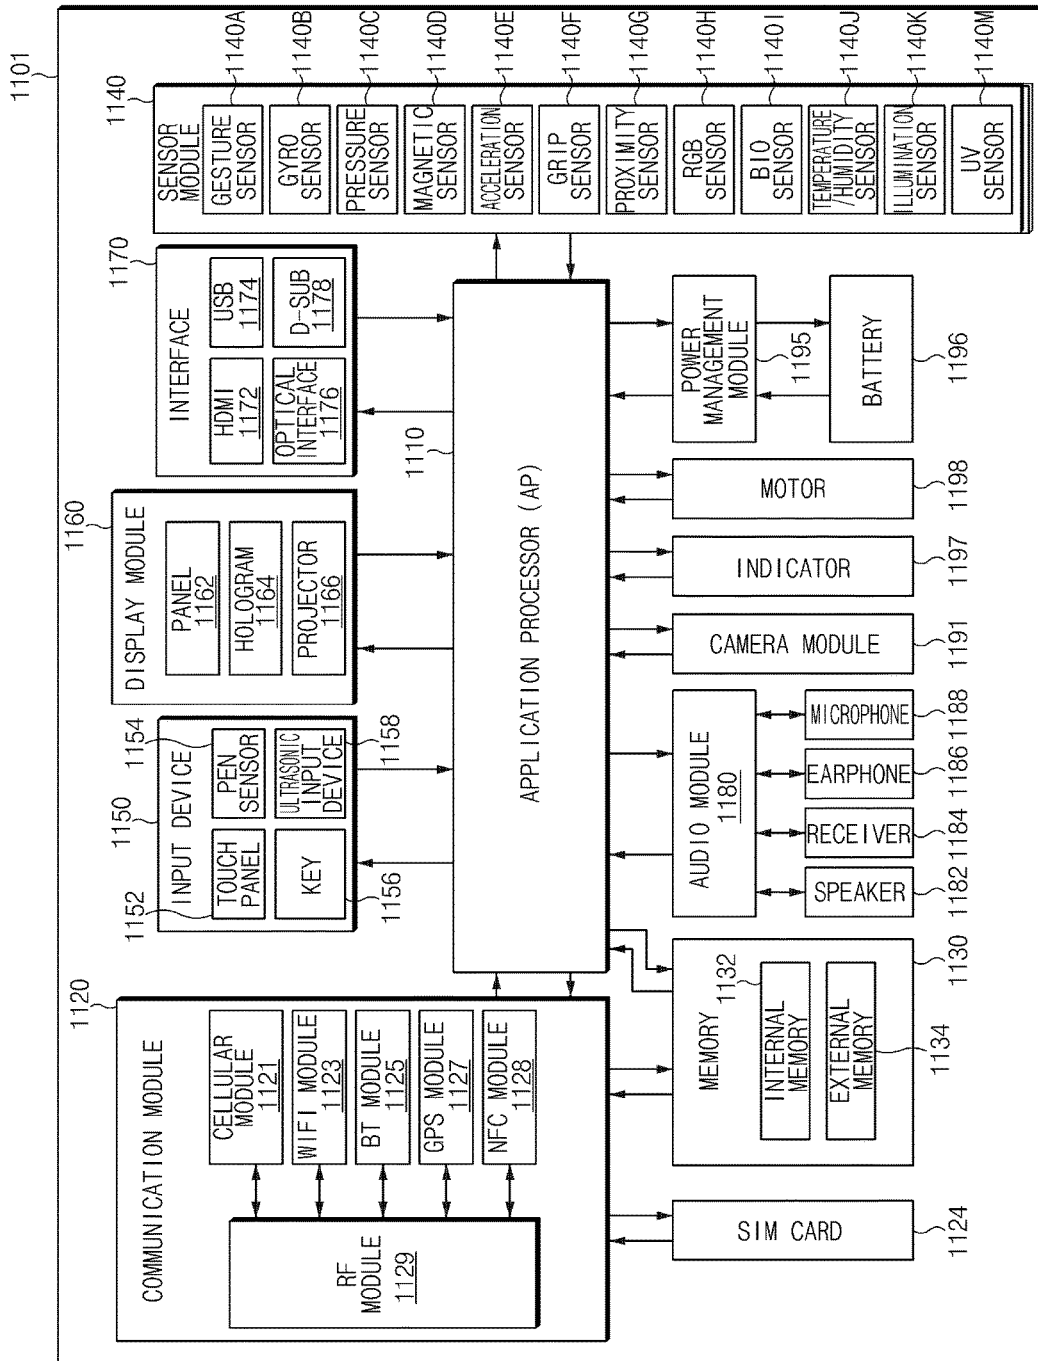 1101
COMMUNICATION MODULE
1120
RF
MODULE
1129
CELLULAR
MODULE
1121
WIFI MODULE
1123
BT MODULE
1125
GPS MODULE
1127
NFC MODULE
1128
INPUT DEVICE
1150
1152
TOUCH
PANEL
1154
PEN
SENSOR
KEY
1156
ULTRASONIC
INPUT
DEVICE
1158
DISPLAY MODULE
1160
PANEL
1162
HOLOGRAM
1164
PROJECTOR
1166
INTERFACE
1170
HDMI
1172
USB
1174
OPTICAL
INTERFACE
1176
D-SUB
1178
SENSOR
MODULE
1140
GESTURE
SENSOR
1140A
GYRO
SENSOR
1140B
PRESSURE
SENSOR
1140C
MAGNETIC
SENSOR
1140D
ACCELERATION
SENSOR
1140E
GRIP
SENSOR
1140F
PROXIMITY
SENSOR
1140G
RGB
SENSOR
1140H
BIO
SENSOR
1140I
TEMPERATURE
/HUMIDITY
SENSOR
1140J
ILLUMINATION
SENSOR
1140K
UV
SENSOR
1140M
APPLICATION PROCESSOR (AP)
1110
SIM CARD
1124
MEMORY
1130
INTERNAL
MEMORY
1132
EXTERNAL
MEMORY
1134
AUDIO MODULE
1180
SPEAKER
1182
RECEIVER
1184
EARPHONE
1186
MICROPHONE
1188
CAMERA MODULE
1191
INDICATOR
1197
MOTOR
1198
POWER
MANAGEMENT
MODULE
1195
BATTERY
1196